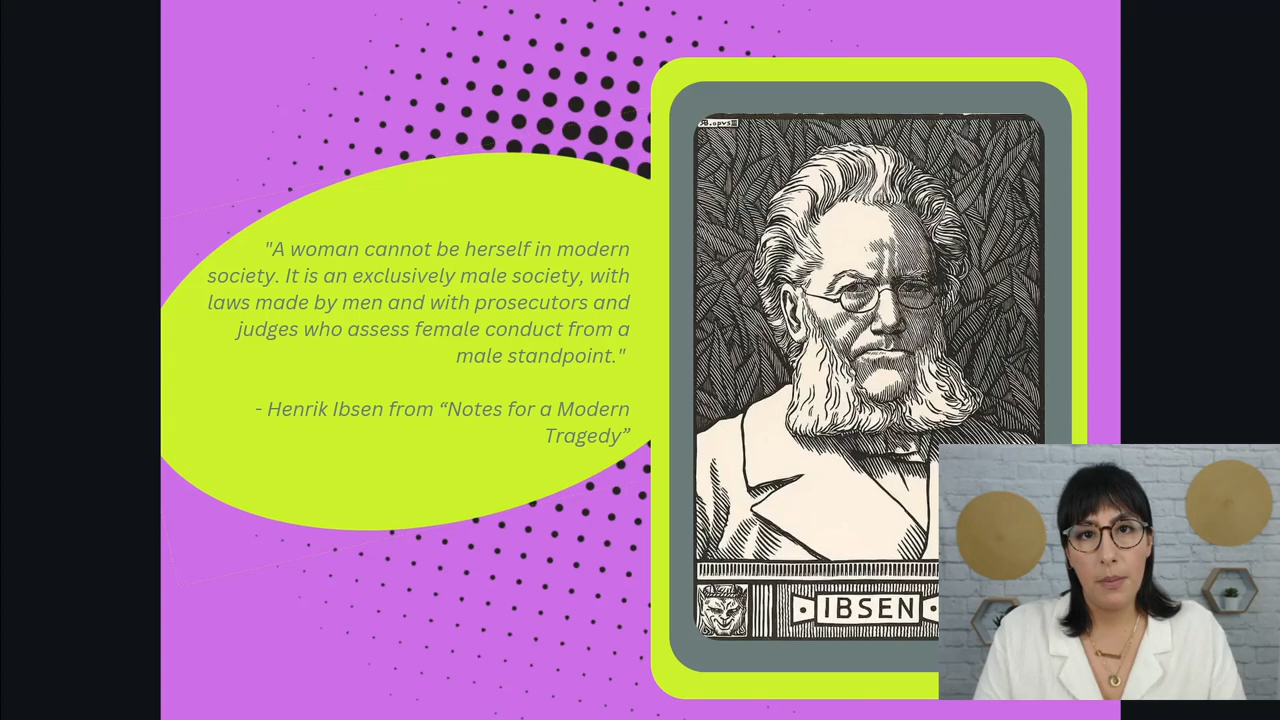 "A woman cannot be herself in modern
society. It is an exclusively male society, with
laws made by men and with prosecutors and
judges who assess female conduct from a
male standpoint."
- Henrik Ibsen from “Notes for a Modern
Tragedy”
IBSEN